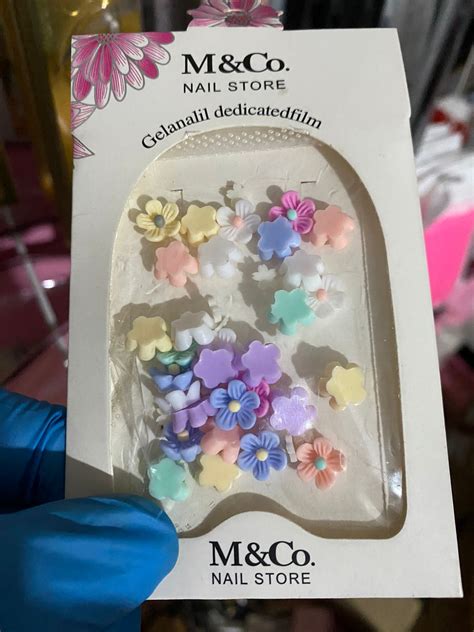 M&Co.
NAIL STORE
Gelanalil dedicatedfilm
M&Co.
NAIL STORE